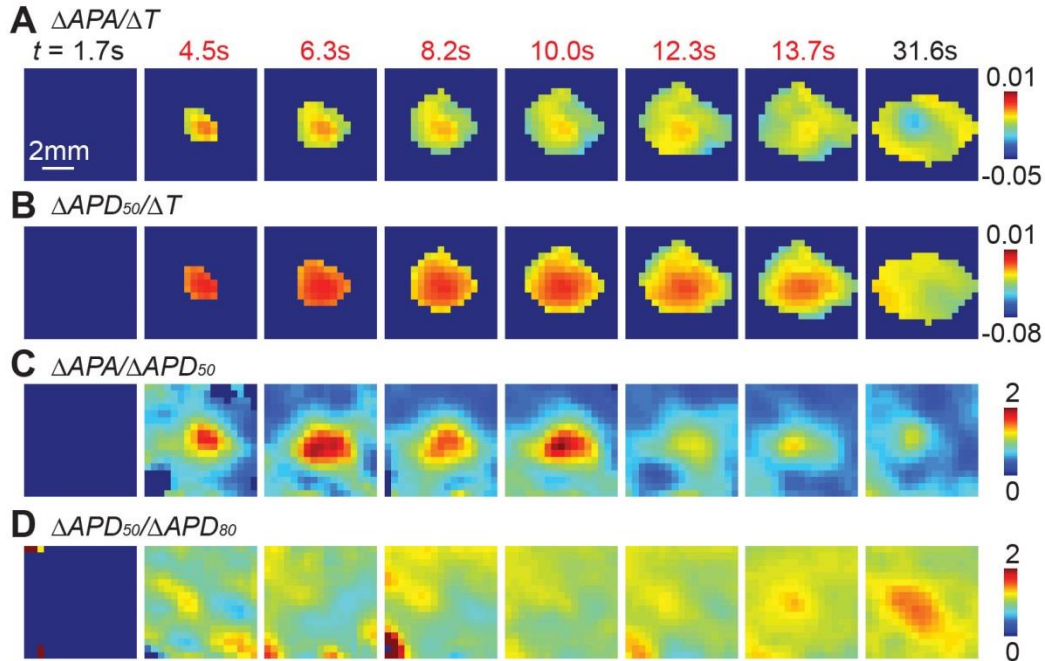 A ΔAPA/ΔT
t = 1.7s 4.5s 6.3s 8.2s 10.0s 12.3s 13.7s 31.6s
0.01
2mm
-0.05
B ΔAPD50/ΔT
0.01
-0.08
C ΔAPA/ΔAPD50
2
0
D ΔAPD50/ΔAPD80
2
0